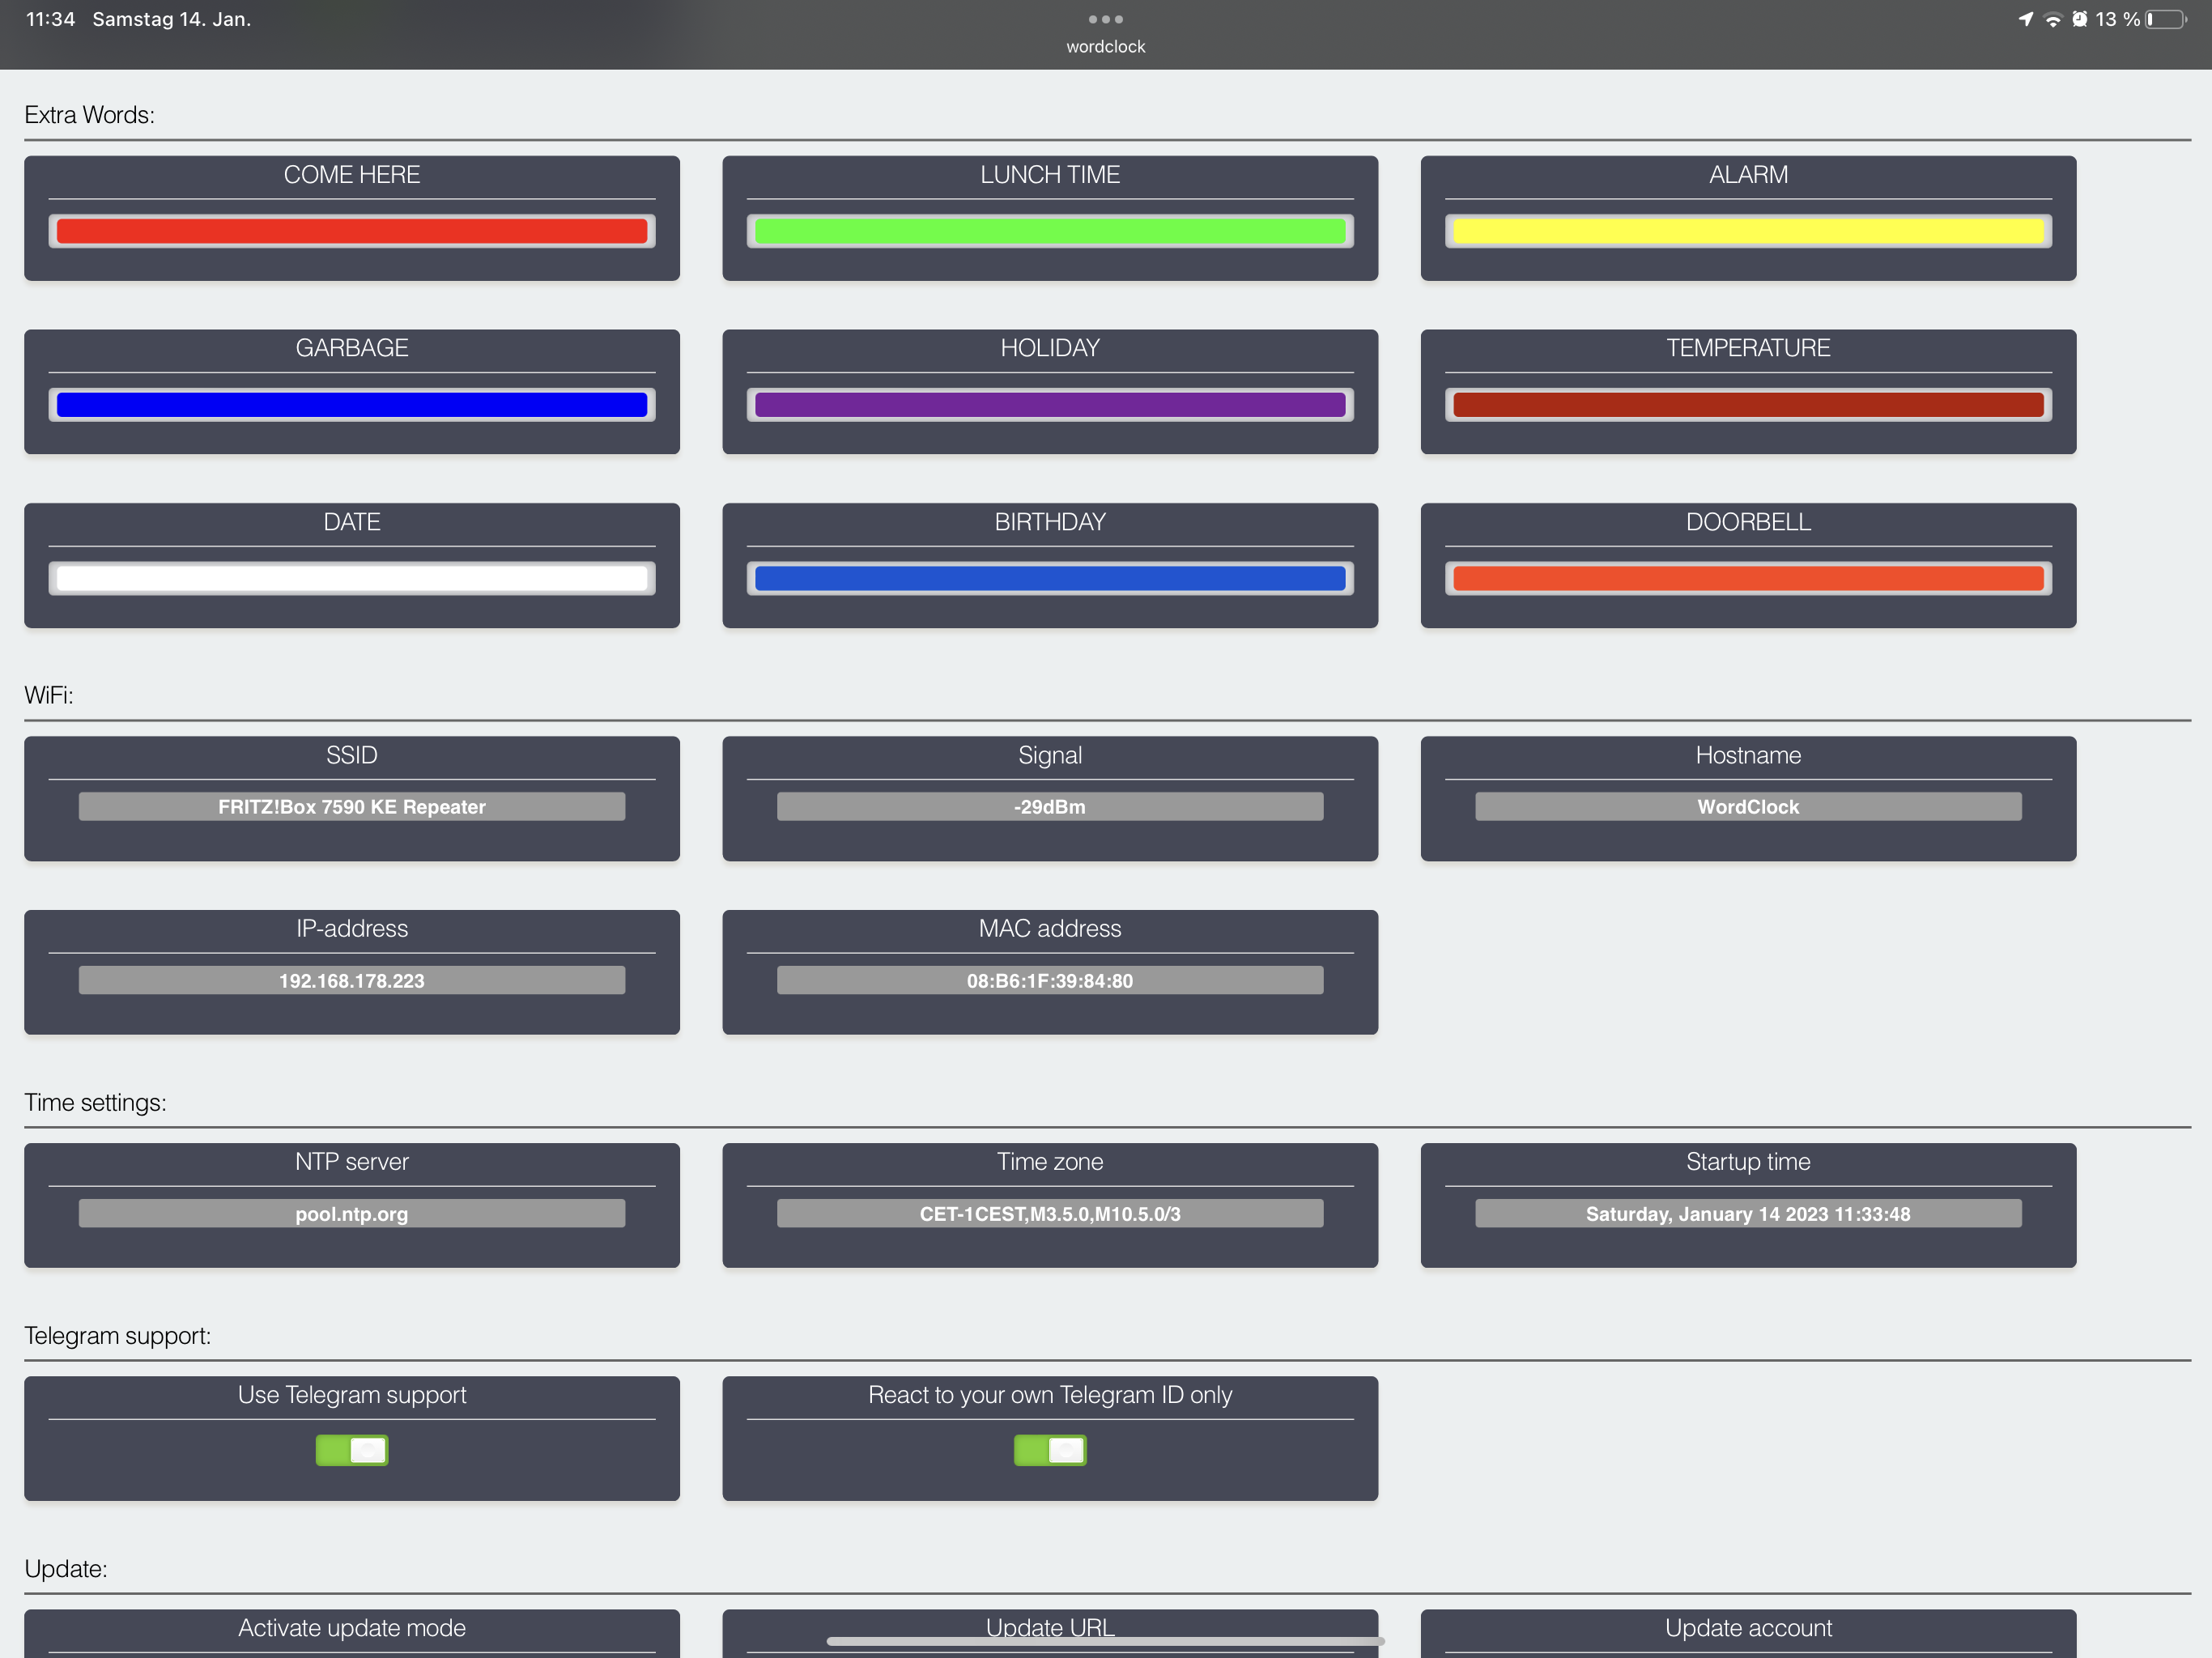 11:34 Samstag 14. Jan.
13 %
wordclock
Extra Words:
COME HERE
LUNCH TIME
ALARM
GARBAGE
HOLIDAY
TEMPERATURE
DATE
BIRTHDAY
DOORBELL
WiFi:
SSID
Signal
Hostname
FRITZ!Box 7590 KE Repeater
-29dBm
WordClock
IP-address
MAC address
192.168.178.223
08:B6:1F:39:84:80
Time settings:
NTP server
Time zone
Startup time
pool.ntp.org
CET-1CEST,M3.5.0,M10.5.0/3
Saturday, January 14 2023 11:33:48
Telegram support:
Use Telegram support
React to your own Telegram ID only
Update:
Activate update mode
Update URL
Update account